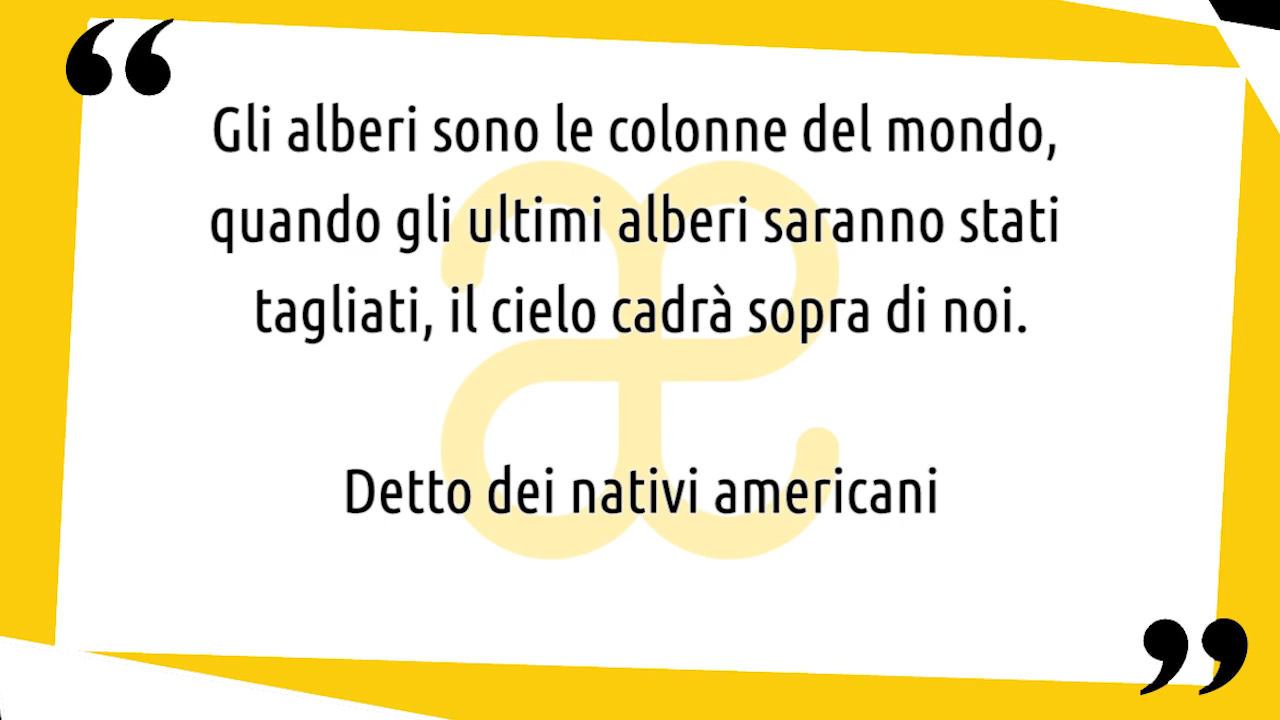 Gli alberi sono le colonne del mondo,
quando gli ultimi alberi saranno stati
tagliati, il cielo cadrà sopra di noi.
Detto dei nativi americani